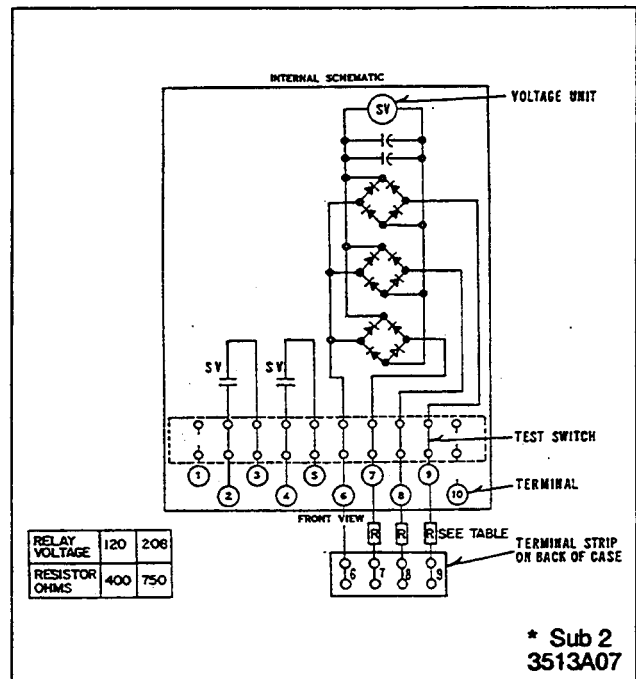 INTERNAL SCHEMATIC
VOLTAGE UNIT
SV
SV
SV
TEST SWITCH
1
2
3
4
5
6
7
8
9
10
TERMINAL
FRONT VIEW
R
R
R
SEE TABLE
TERMINAL STRIP
ON BACK OF CASE
6
7
8
9
RELAY VOLTAGE 120 208
RESISTOR OHMS 400 750
* Sub 2
3513A07